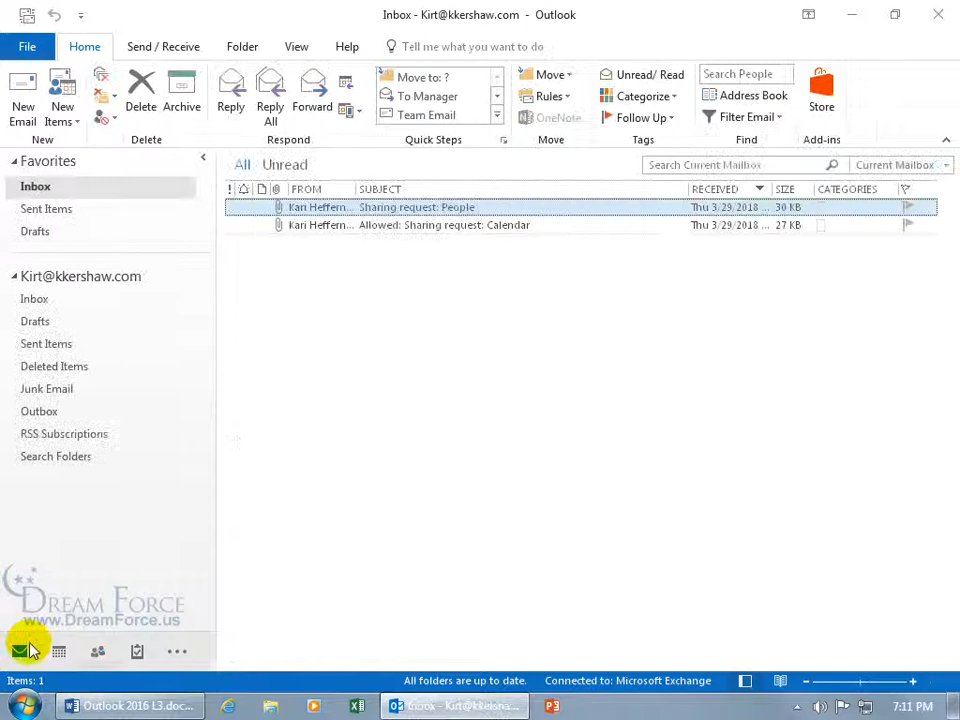 Inbox - Kirt@kkershaw.com - Outlook
File Home Send / Receive Folder View Help Tell me what you want to do
New Email
New Items
Delete
Archive
Reply
Reply All
Forward
Move to: ?
To Manager
Team Email
Move
Rules
OneNote
Unread/ Read
Categorize
Follow Up
Search People
Address Book
Filter Email
Store
New Delete Respond Quick Steps Move Tags Find Add-ins
Favorites
Inbox
Sent Items
Drafts
Kirt@kkershaw.com
Inbox
Drafts
Sent Items
Deleted Items
Junk Email
Outbox
RSS Subscriptions
Search Folders
All Unread
Search Current Mailbox Current Mailbox
! FROM SUBJECT RECEIVED SIZE CATEGORIES
Kari Heffern... Sharing request: People Thu 3/29/2018 ... 30 KB
Kari Heffern... Allowed: Sharing request: Calendar Thu 3/29/2018 ... 27 KB
DREAM FORCE
www.DreamForce.us
Items: 1 All folders are up to date. Connected to: Microsoft Exchange
Outlook 2016 L3.doc... 7:11 PM